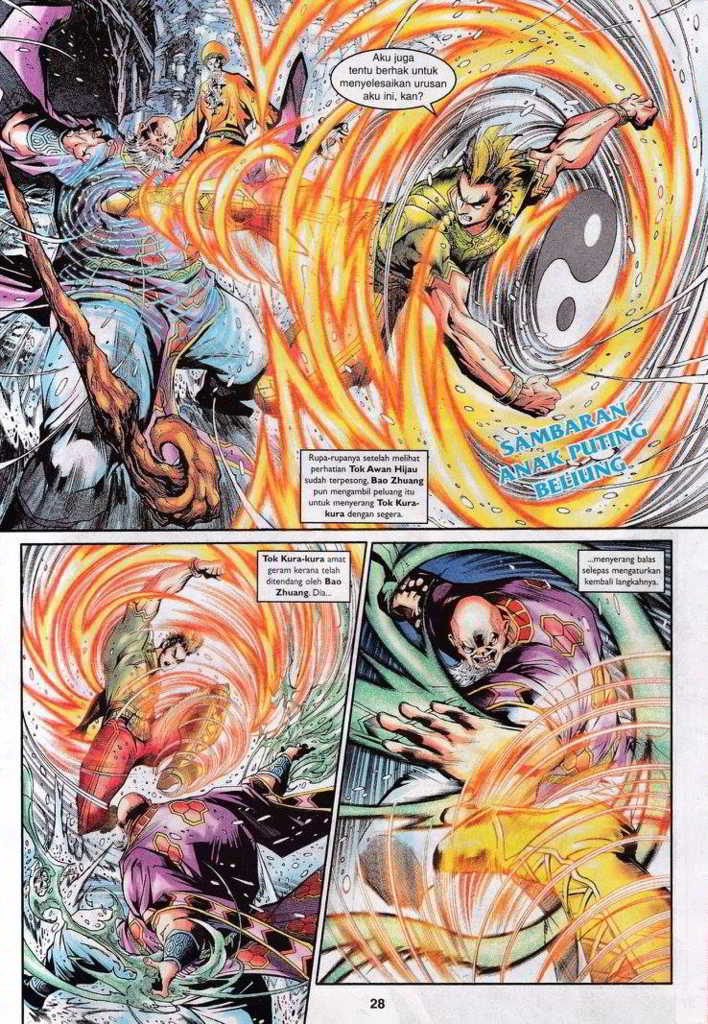 Aku juga
tentu berhak untuk
menyelesaikan urusan
aku ini, kan?
SAMBARAN
ANAK PUTING
BELIUNG
Rupa-rupanya setelah melihat
perhatian Tok Awan Hijau
sudah terpesong, Bao Zhuang
pun mengambil peluang itu
untuk menyerang Tok Kura-
kura dengan segera.
Tok Kura-kura amat
geram kerana telah
ditendang oleh Bao
Zhuang. Dia...
...menyerang balas
selepas mengaturkan
kembali langkahnya.
28